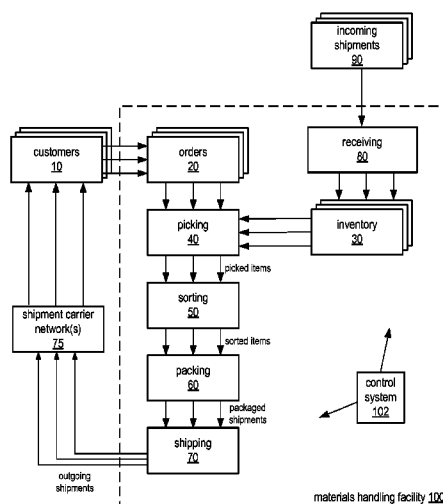 incoming
shipments
90
customers
10
orders
20
receiving
80
picking
40
inventory
30
picked items
sorting
50
shipment carrier
network(s)
75
sorted items
packing
60
control
system
102
packaged
shipments
shipping
70
outgoing
shipments
materials handling facility 100